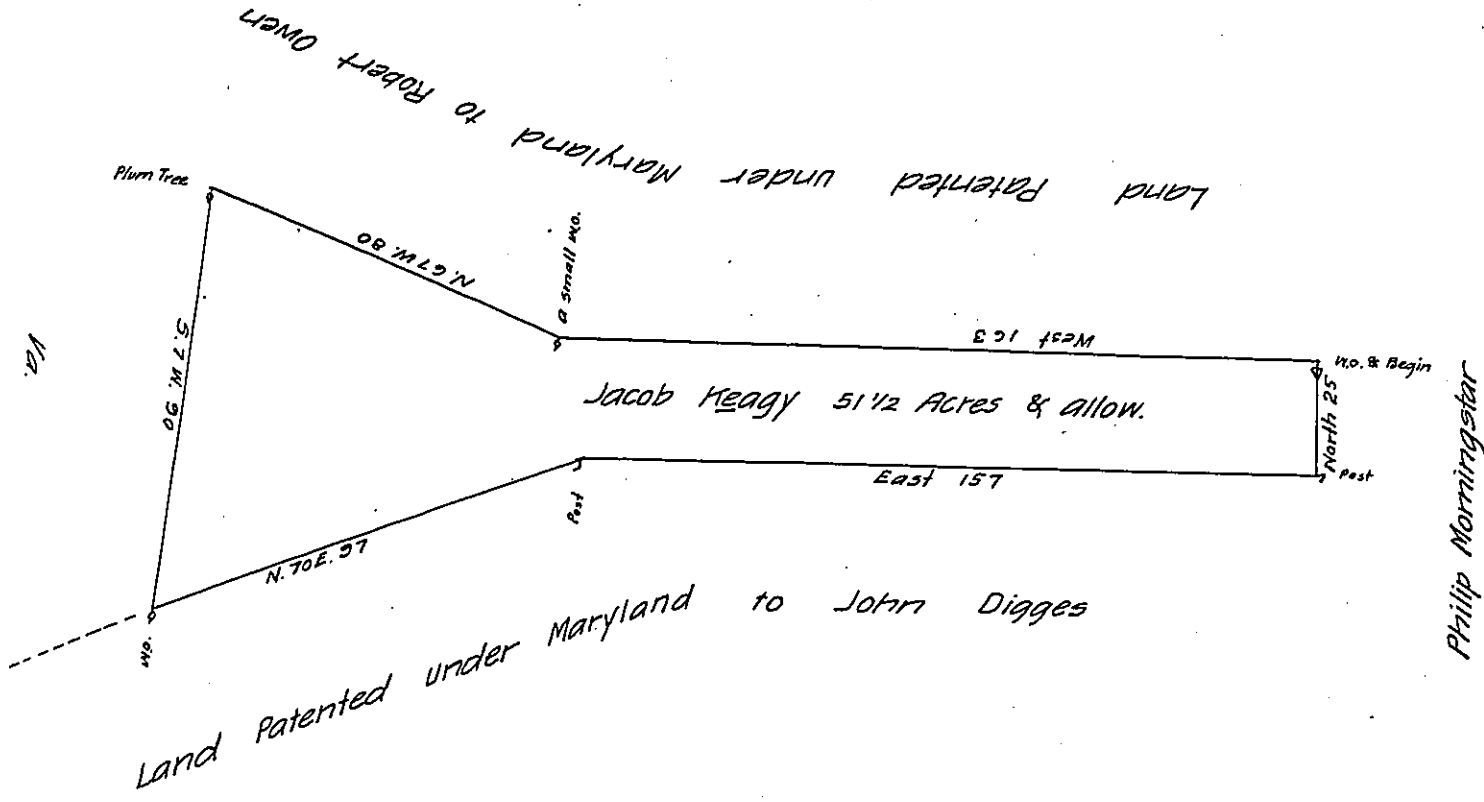 Land Patented under Maryland to Robert Owen
Plum Tree
N.67W.80
a small w.o.
West 163
W.o. & Begin
Va.
S.7W.90
Jacob Keagy 51 1/2 Acres & allow.
North 25
Philip Morningstar
East 157
Post
Post
N.70E.97
w.o.
Land Patented under Maryland to John Digges